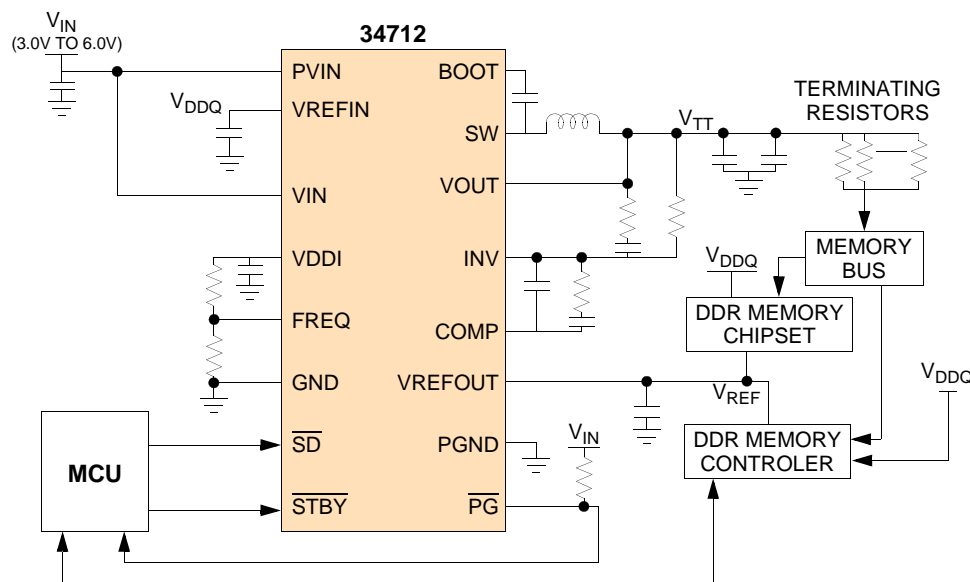 V_IN
(3.0V TO 6.0V)
34712
PVIN
BOOT
V_DDQ
VREFIN
SW
V_TT
TERMINATING
RESISTORS
VIN
VOUT
VDDI
INV
MEMORY
BUS
V_DDQ
FREQ
COMP
DDR MEMORY
CHIPSET
GND
VREFOUT
V_REF
V_DDQ
MCU
SD
PGND
V_IN
DDR MEMORY
CONTROLER
STBY
PG